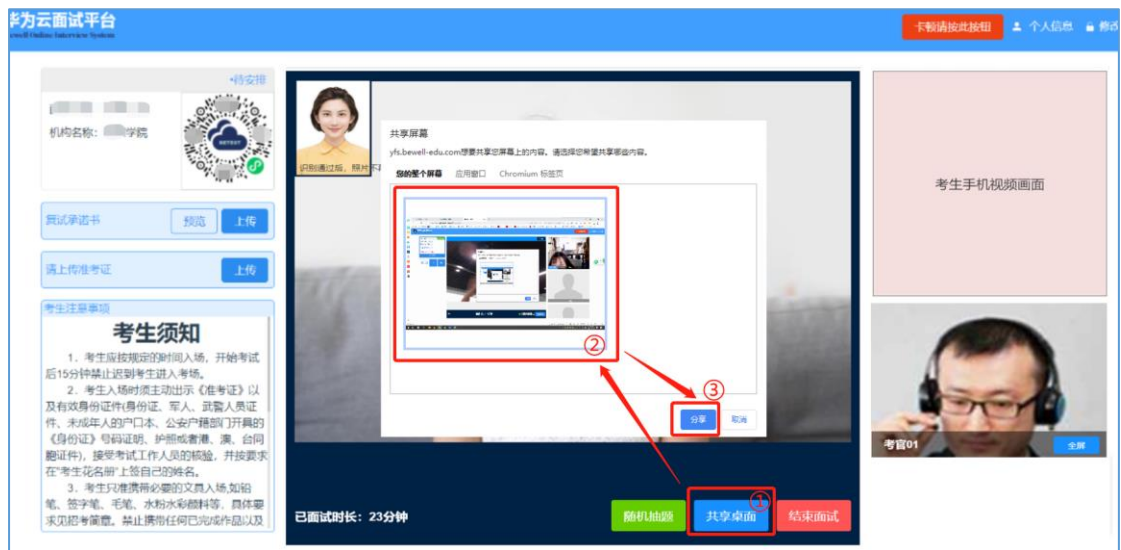 毕为云面试平台
ewell Online Interview System
卡顿请按此按钮
个人信息
修改
•待安排
机构名称:
学院
复试承诺书
预览
上传
请上传准考证
上传
考生注意事项
考生须知
1. 考生应按规定的时间入场，开始考试
后15分钟禁止迟到考生进入考场。
2. 考生入场时须主动出示《准考证》以
及有效身份证件(身份证、军人、武警人员证
件、未成年人的户口本、公安户籍部门开具的
《身份证》号码证明、护照或者港、澳、台同
胞证件)，接受考试工作人员的核验，并按要求
在"考生花名册"上签自己的姓名。
3. 考生只准携带必要的文具入场,如铅
笔、签字笔、毛笔、水粉水彩颜料等，具体要
求见招考简章。禁止携带任何已完成作品以及
识别通过后，照片不
共享屏幕
yfs.bewell-edu.com想要共享您屏幕上的内容。请选择您希望共享哪些内容。
您的整个屏幕
应用窗口
Chromium 标签页
②
③
分享
取消
已面试时长：23分钟
随机抽题
共享桌面
①
结束面试
考生手机视频画面
考官01
全屏